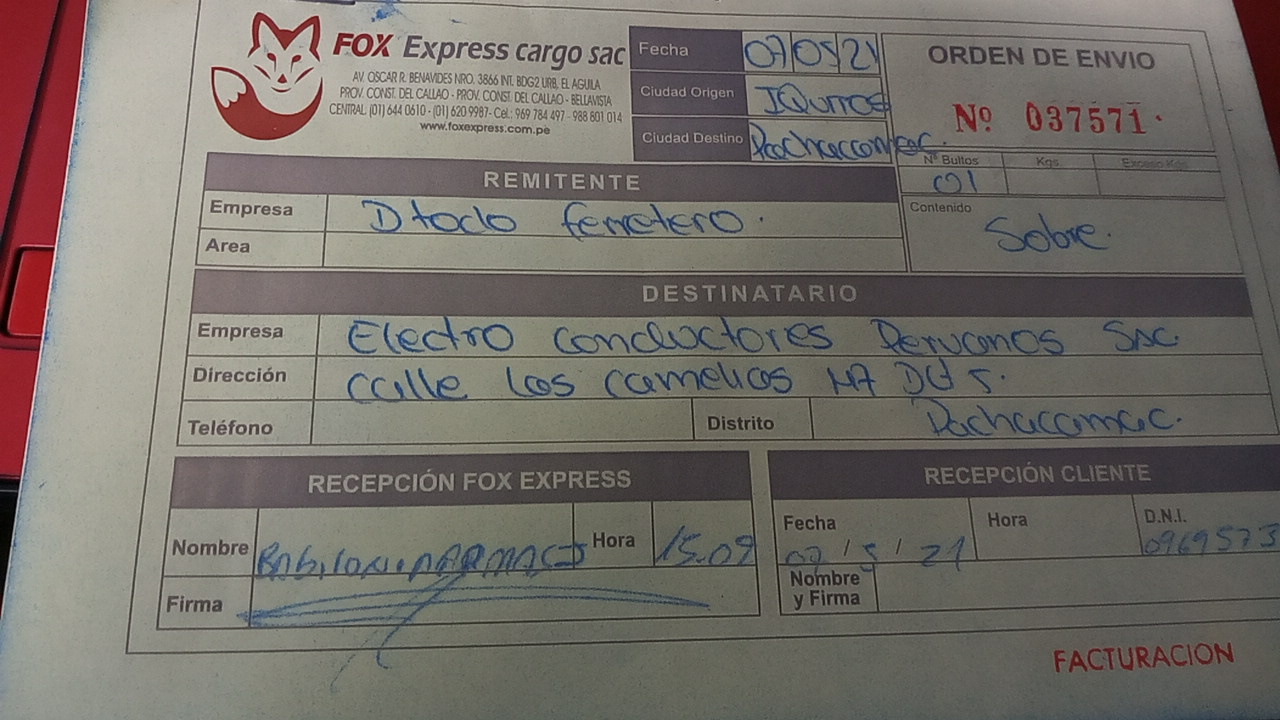 FOX Express cargo sac
AV. OSCAR R. BENAVIDES NRO. 3866 INT. BDG2 URB. EL AGUILA
PROV. CONST. DEL CALLAO - PROV. CONST. DEL CALLAO - BELLAVISTA
CENTRAL: (01) 644 0610 - (01) 620 9987 - Cel.: 969 784 497 - 988 801 014
www.foxexpress.com.pe
Fecha 07 05 21
Ciudad Origen IQuitos
Ciudad Destino Pachacamac.
ORDEN DE ENVIO
Nº 037571
Nº Bultos Kgs. Exceso Kgs.
01
Contenido
Sobre.
REMITENTE
Empresa Dtodo ferretero.
Area
DESTINATARIO
Empresa Electro conductores Peruanos Sac.
Dirección calle Las camelias
Teléfono Distrito Pachacamac.
RECEPCIÓN FOX EXPRESS
Nombre Hora 15.09
Firma
RECEPCIÓN CLIENTE
Fecha Hora D.N.I.
07/5/21 0969573
Nombre
y Firma
FACTURACION